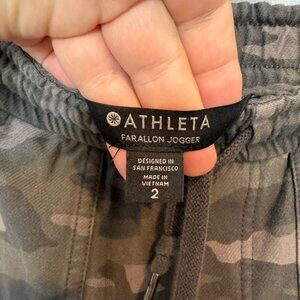 ATHLETA
FARALLON JOGGER
DESIGNED IN
SAN FRANCISCO
MADE IN
VIETNAM
2